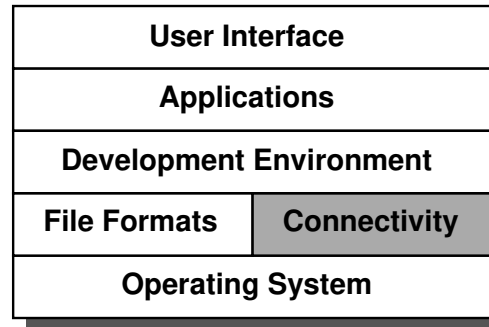 User Interface
Applications
Development Environment
File Formats Connectivity
Operating System